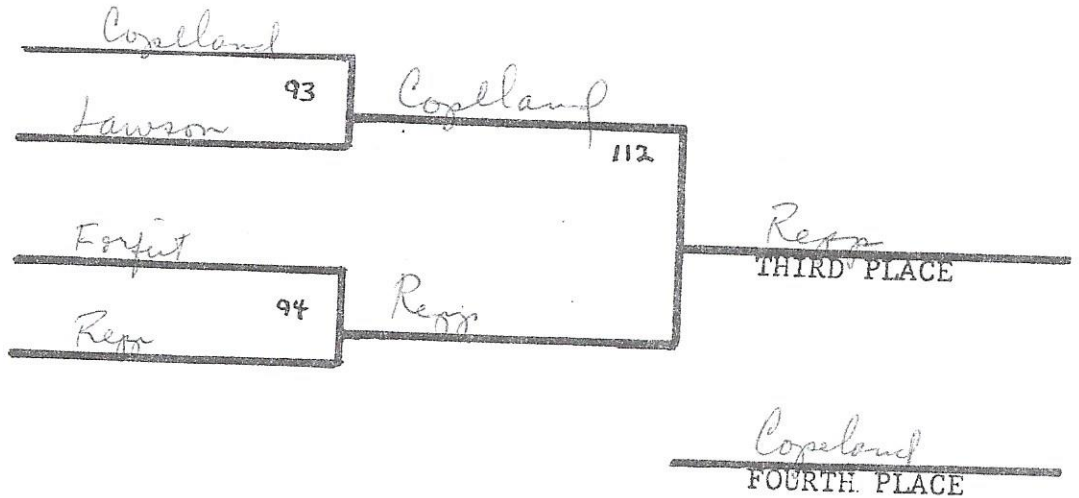 Copelland
93
Copelland
Lawson
112
Forfeit
Repp
THIRD PLACE
94
Repp
Repp
Copeland
FOURTH PLACE